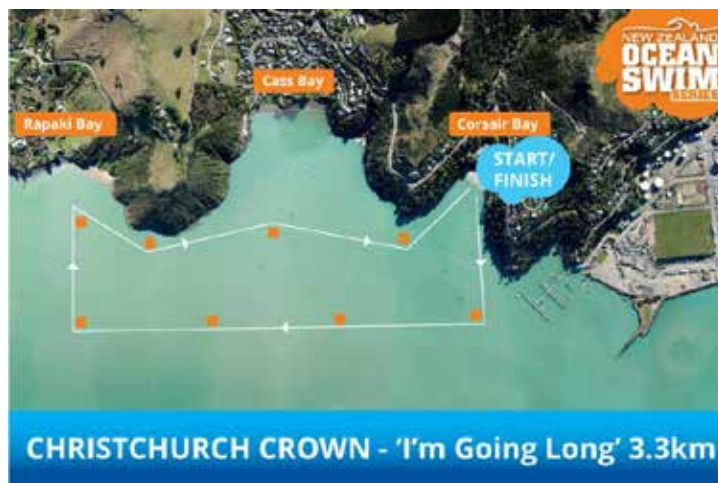 NEW ZEALAND
OCEAN
SWIM
SERIES
Cass Bay
Rapaki Bay
Corsair Bay
START/
FINISH
CHRISTCHURCH CROWN - 'I'm Going Long' 3.3km